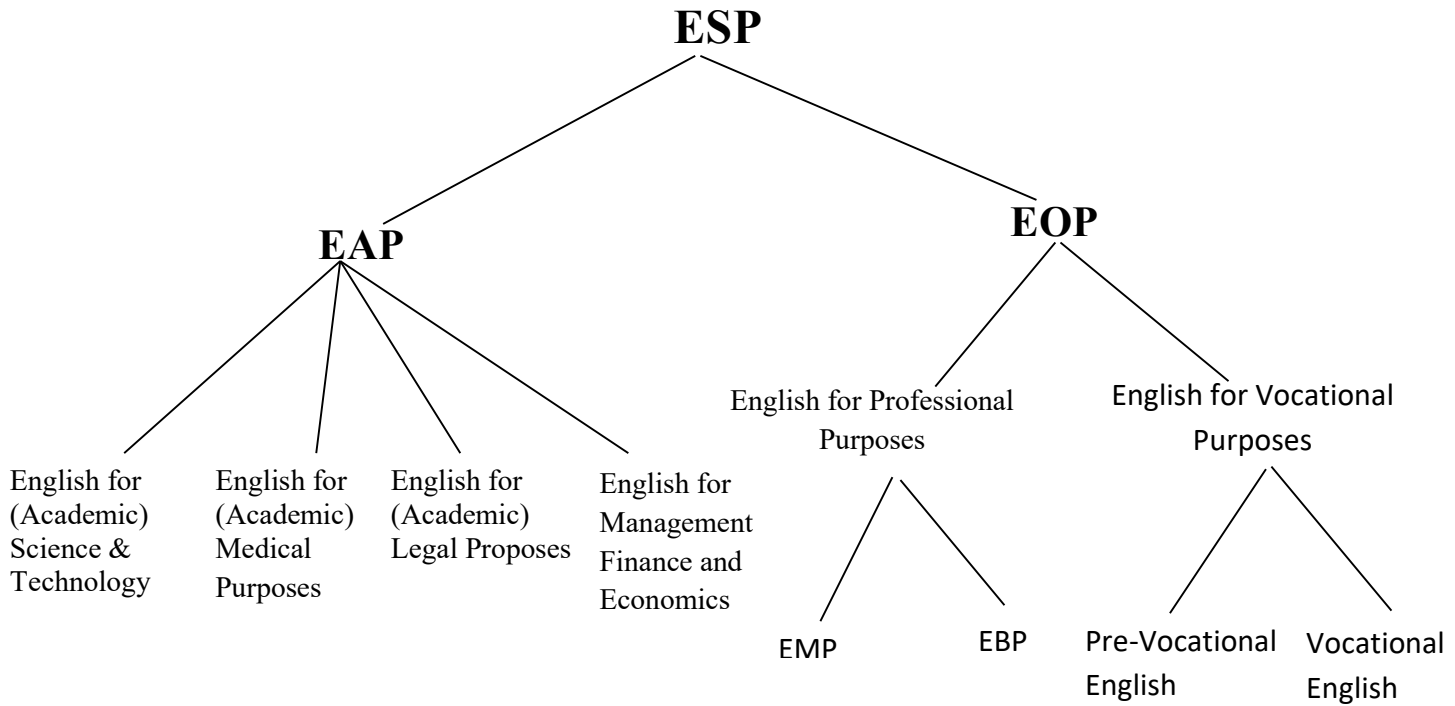 ESP
EAP
EOP
English for
(Academic)
Science &
Technology
English for
(Academic)
Medical
Purposes
English for
(Academic)
Legal Proposes
English for
Management
Finance and
Economics
English for Professional
Purposes
English for Vocational
Purposes
EMP
EBP
Pre-Vocational
English
Vocational
English